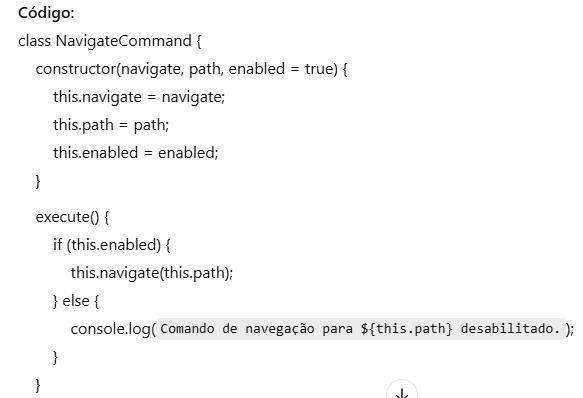 Código:
class NavigateCommand {
constructor(navigate, path, enabled = true) {
this.navigate = navigate;
this.path = path;
this.enabled = enabled;
}
execute() {
if (this.enabled) {
this.navigate(this.path);
} else {
console.log(Comando de navegação para ${this.path} desabilitado.);
}
}